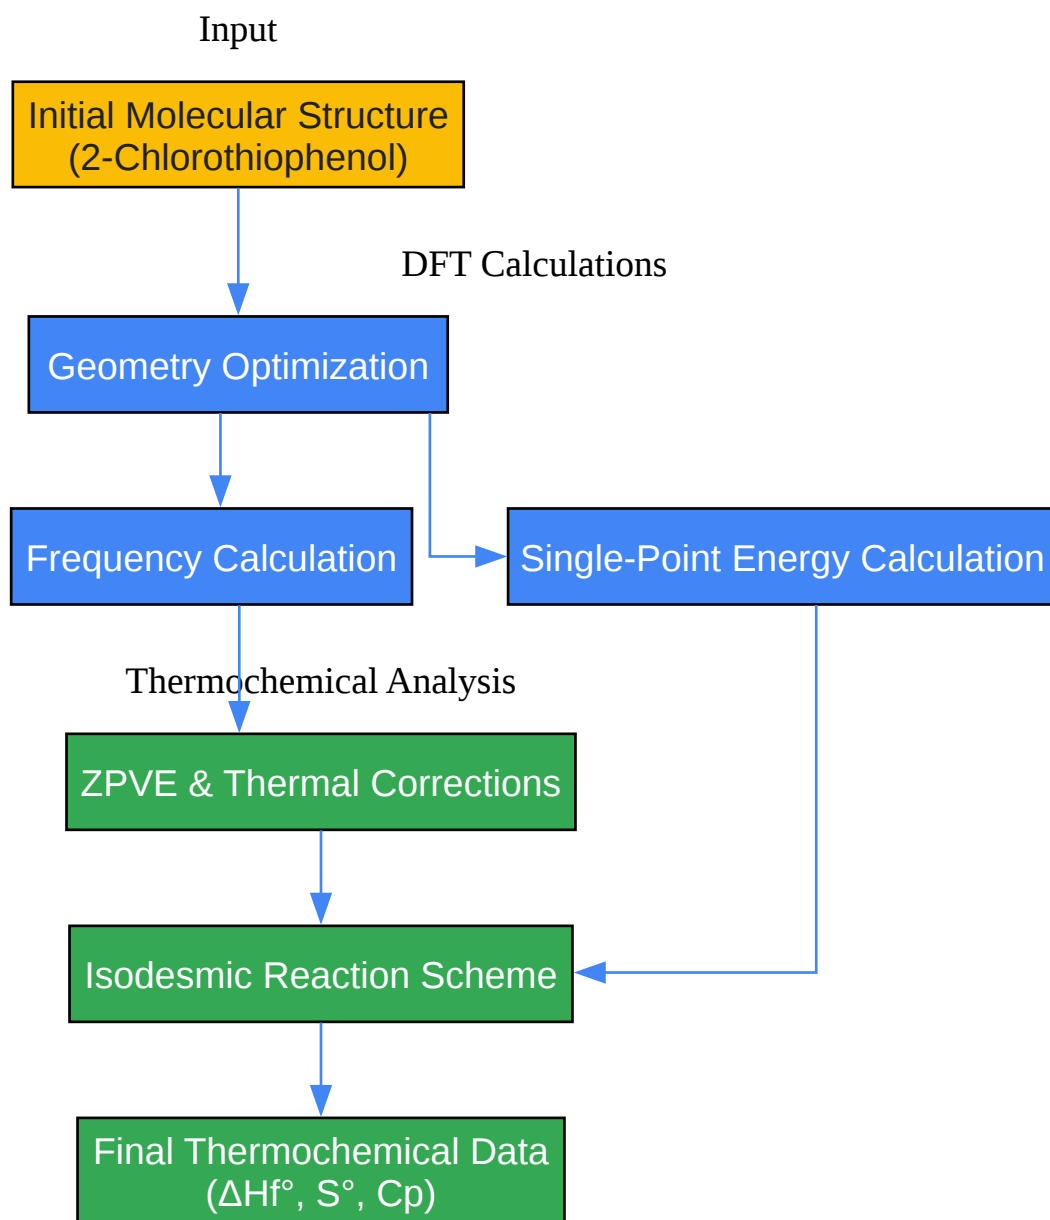 Input
Initial Molecular Structure
(2-Chlorothiophenol)
DFT Calculations
Geometry Optimization
Frequency Calculation
Single-Point Energy Calculation
Thermochemical Analysis
ZPVE & Thermal Corrections
Isodesmic Reaction Scheme
Final Thermochemical Data
(ΔHf°, S°, Cp)